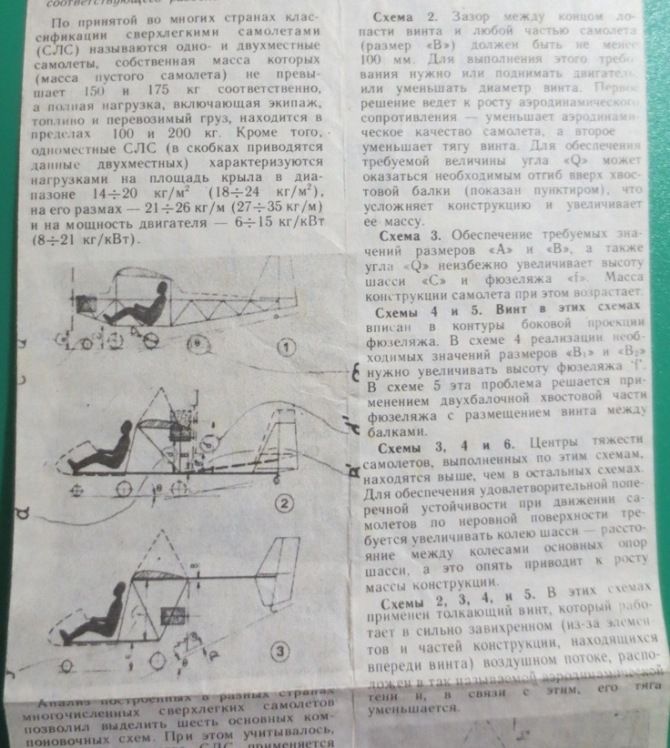 По принятой во многих странах клас-
сификации сверхлегкими самолетами
(СЛС) называются одно- и двухместные
самолеты, собственная масса которых
(масса пустого самолета) не превы-
шает 150 и 175 кг соответственно,
а полная нагрузка, включающая экипаж,
топливо и перевозимый груз, находится в
пределах 100 и 200 кг. Кроме того,
одноместные СЛС (в скобках приводятся
данные двухместных) характеризуются
нагрузками на площадь крыла в диа-
пазоне 14÷20 кг/м² (18÷24 кг/м²),
на его размах — 21÷26 кг/м (27÷35 кг/м)
и на мощность двигателя — 6÷15 кг/кВт
(8÷21 кг/кВт).
1
2
3
Анализ построенных в разных странах
многочисленных сверхлегких самолетов
позволил выделить шесть основных ком-
поновочных схем. При этом учитывалось,
СЛС применяется
Схема 2. Зазор между концом ло-
пасти винта и любой частью самолета
(размер «В») должен быть не менее
100 мм. Для выполнения этого требо-
вания нужно или поднимать двигатель,
или уменьшать диаметр винта. Первое
решение ведет к росту аэродинамического
сопротивления — уменьшает аэродинами-
ческое качество самолета, а второе
уменьшает тягу винта. Для обеспечения
требуемой величины угла «Q» может
оказаться необходимым отгиб вверх хвос-
товой балки (показан пунктиром), что
усложняет конструкцию и увеличивает
ее массу.
Схема 3. Обеспечение требуемых зна-
чений размеров «А» и «В», а также
угла «Q» неизбежно увеличивает высоту
шасси «С» и фюзеляжа «f». Масса
конструкции самолета при этом возрастает.
Схемы 4 и 5. Винт в этих схемах
вписан в контуры боковой проекции
фюзеляжа. В схеме 4 реализации необ-
ходимых значений размеров «В₁» и «В₂»
нужно увеличивать высоту фюзеляжа "f".
В схеме 5 эта проблема решается при-
менением двухбалочной хвостовой части
фюзеляжа с размещением винта между
балками.
Схемы 3, 4 и 6. Центры тяжести
самолетов, выполненных по этим схемам,
находятся выше, чем в остальных схемах.
Для обеспечения удовлетворительной попе-
речной устойчивости при движении са-
молетов по неровной поверхности тре-
буется увеличивать колею шасси — рассто-
яние между колесами основных опор
шасси, а это опять приводит к росту
массы конструкции.
Схемы 2, 3, 4, и 5. В этих схемах
применен толкающий винт, который рабо-
тает в сильно завихренном (из-за элемен-
тов и частей конструкции, находящихся
впереди винта) воздушном потоке, распо-
ложен в так
тени и, в связи с этим, его тяга
уменьшается.